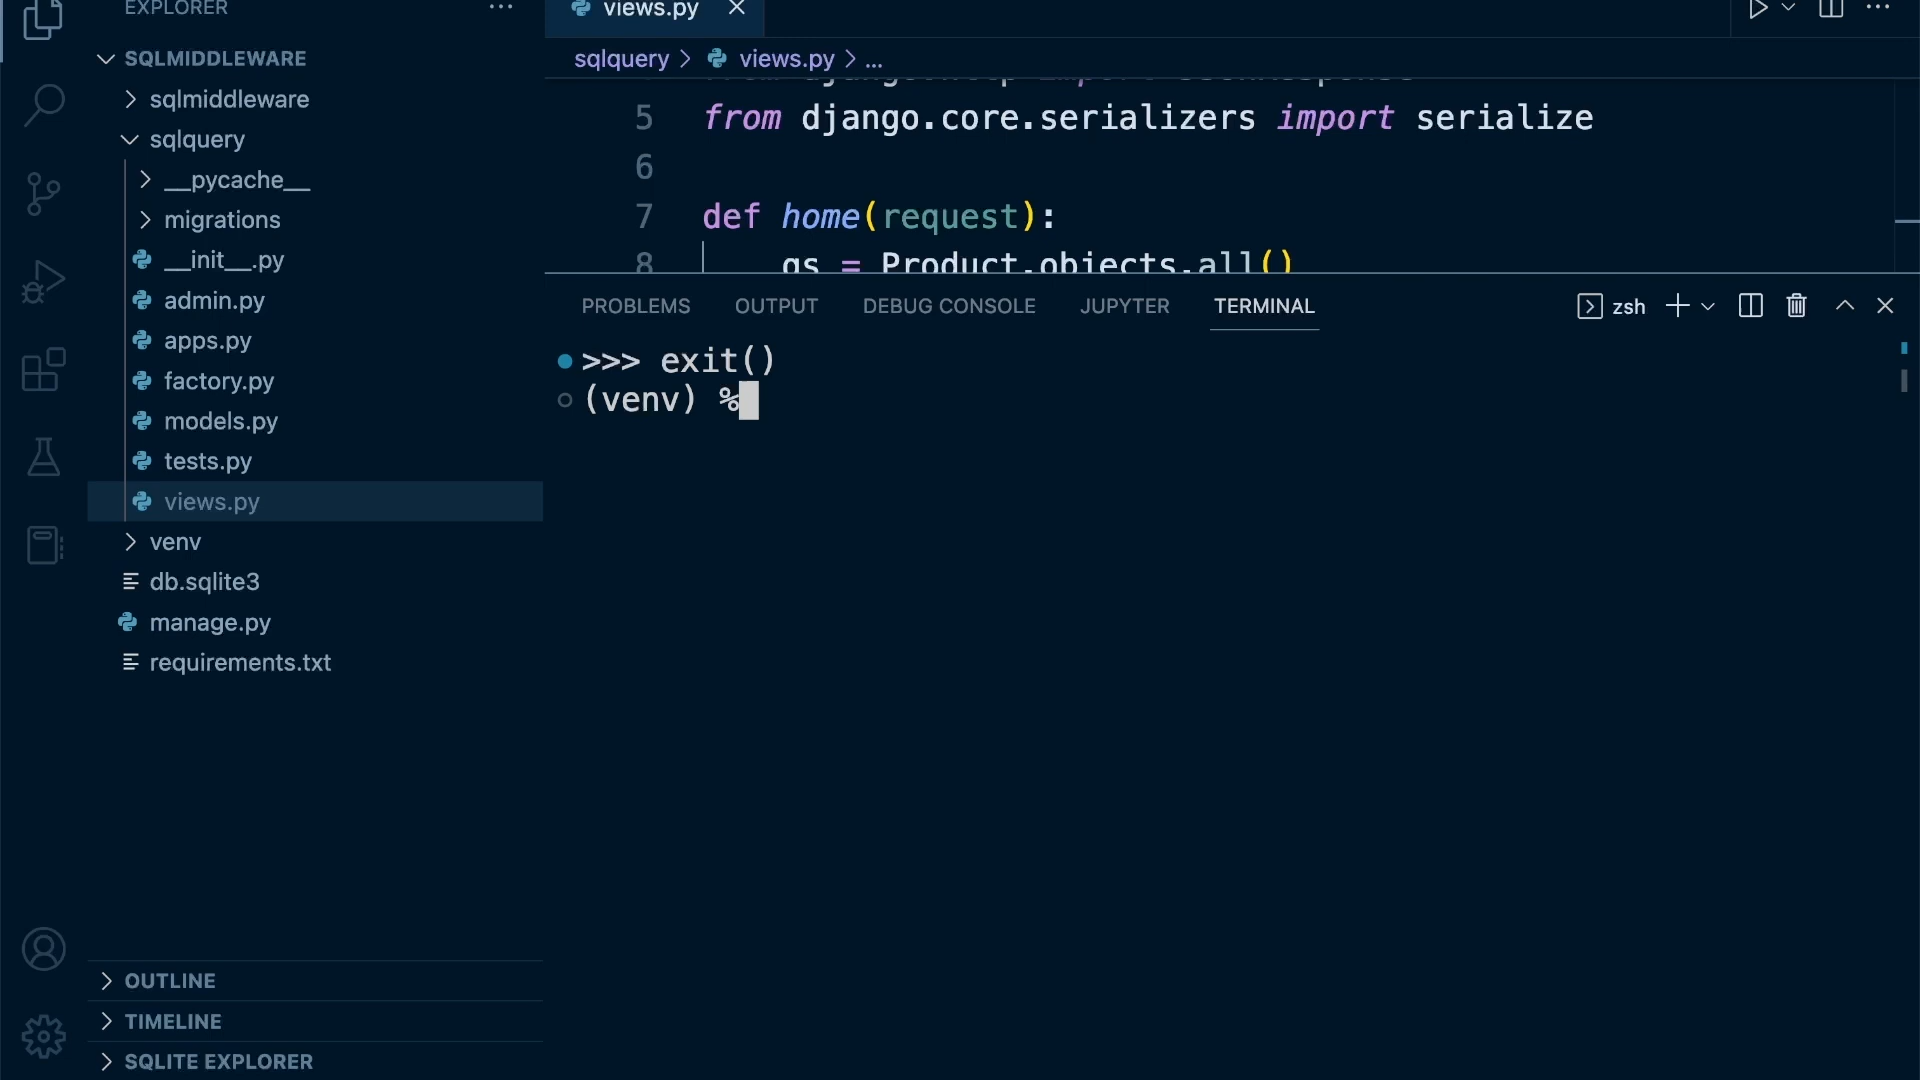 EXPLORER
SQLMIDDLEWARE
sqlmiddleware
sqlquery
__pycache__
migrations
__init__.py
admin.py
apps.py
factory.py
models.py
tests.py
views.py
venv
db.sqlite3
manage.py
requirements.txt
OUTLINE
TIMELINE
SQLITE EXPLORER
views.py
sqlquery > views.py > ...
5 from django.core.serializers import serialize
6
7 def home(request):
8 qs = Product.objects.all()
PROBLEMS OUTPUT DEBUG CONSOLE JUPYTER TERMINAL zsh
>>> exit()
(venv) %